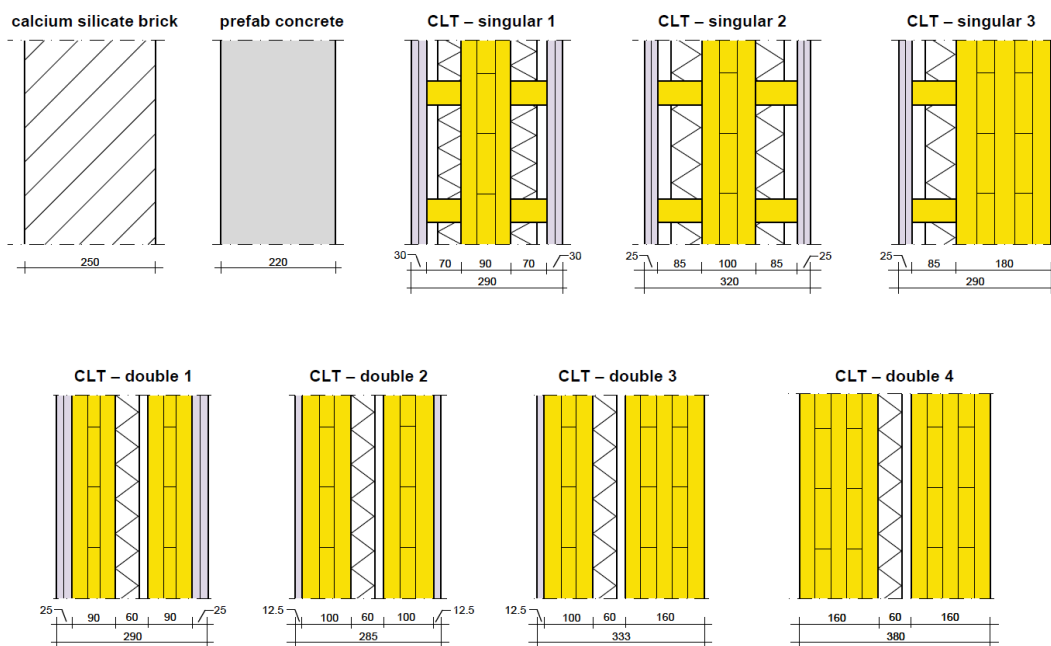 calcium silicate brick prefab concrete CLT – singular 1 CLT – singular 2 CLT – singular 3
250 220 30 70 90 70 30 25 85 100 85 25 25 85 180
290 320 290
CLT – double 1 CLT – double 2 CLT – double 3 CLT – double 4
25 90 60 90 25 12.5 100 60 100 12.5 12.5 100 60 160 160 60 160
290 285 333 380